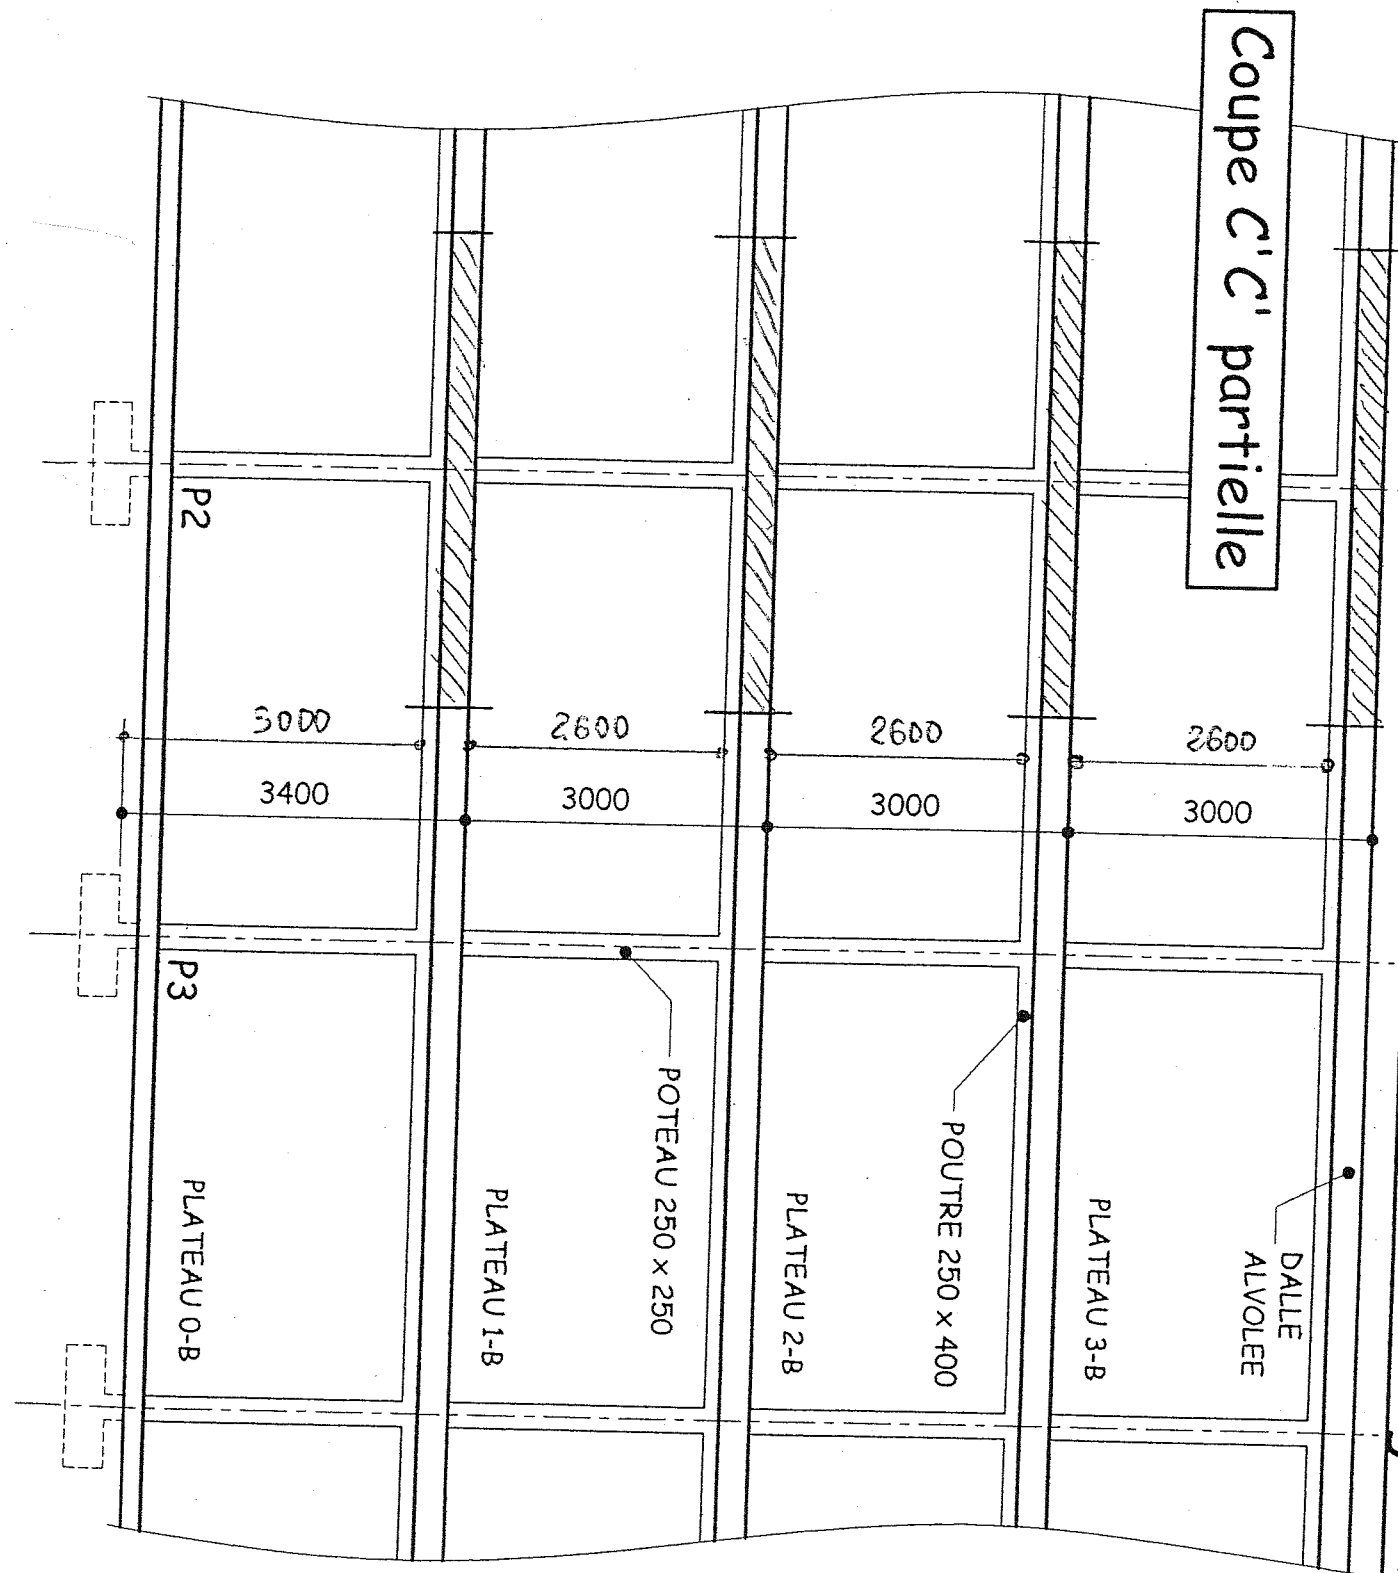 Coupe C'C' partielle
DALLE
ALVOLEE
PLATEAU 3-B
POUTRE 250 x 400
PLATEAU 2-B
POTEAU 250 x 250
PLATEAU 1-B
PLATEAU 0-B
P2
P3
3000
2600
2600
2600
3400
3000
3000
3000